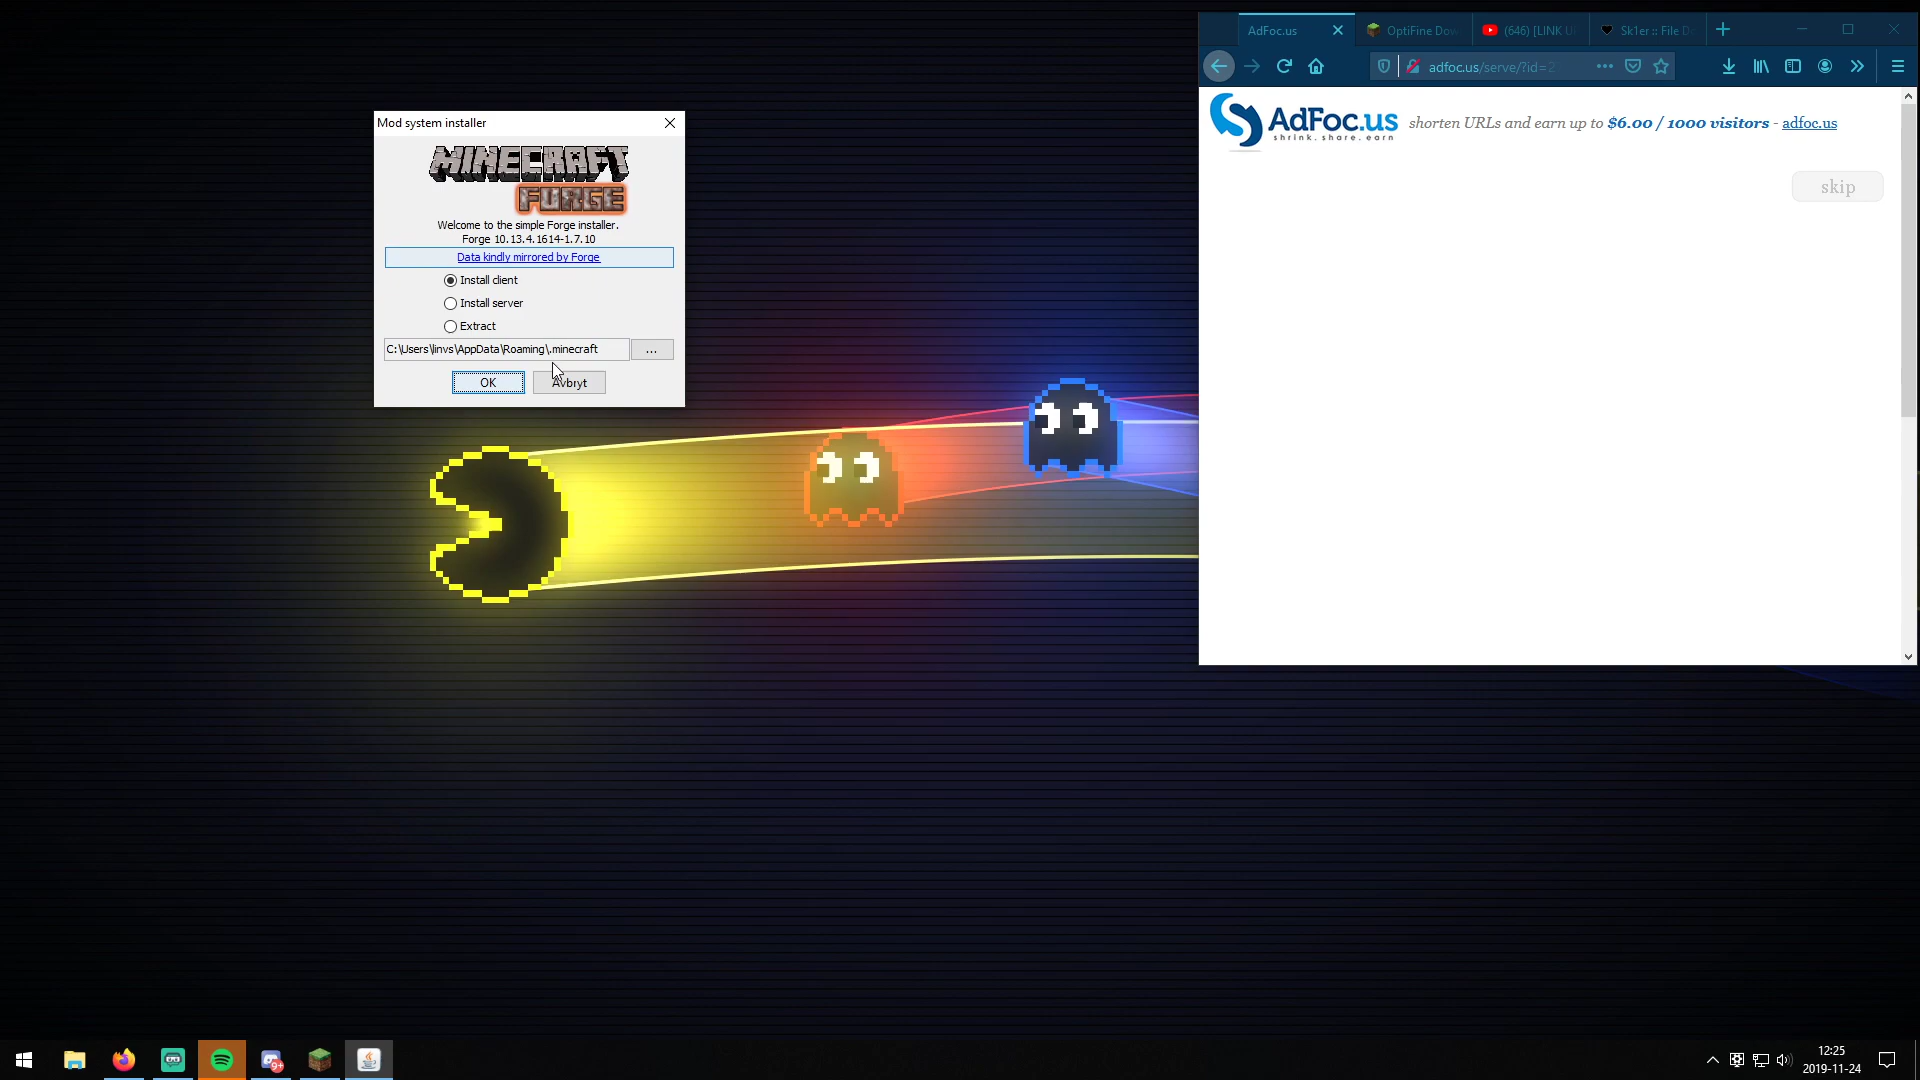 Mod system installer
MINECRAFT
FORGE
Welcome to the simple Forge installer.
Forge 10.13.4.1614-1.7.10
Data kindly mirrored by Forge
Install client
Install server
Extract
C:\Users\linvs\AppData\Roaming\.minecraft
...
OK
Avbryt
AdFoc.us
OptiFine Dow
(646) [LINK U
Sk1er :: File D
adfoc.us/serve/?id=2
AdFoc.us
shrink. share. earn
shorten URLs and earn up to $6.00 / 1000 visitors - adfoc.us
skip
9+
12:25
2019-11-24